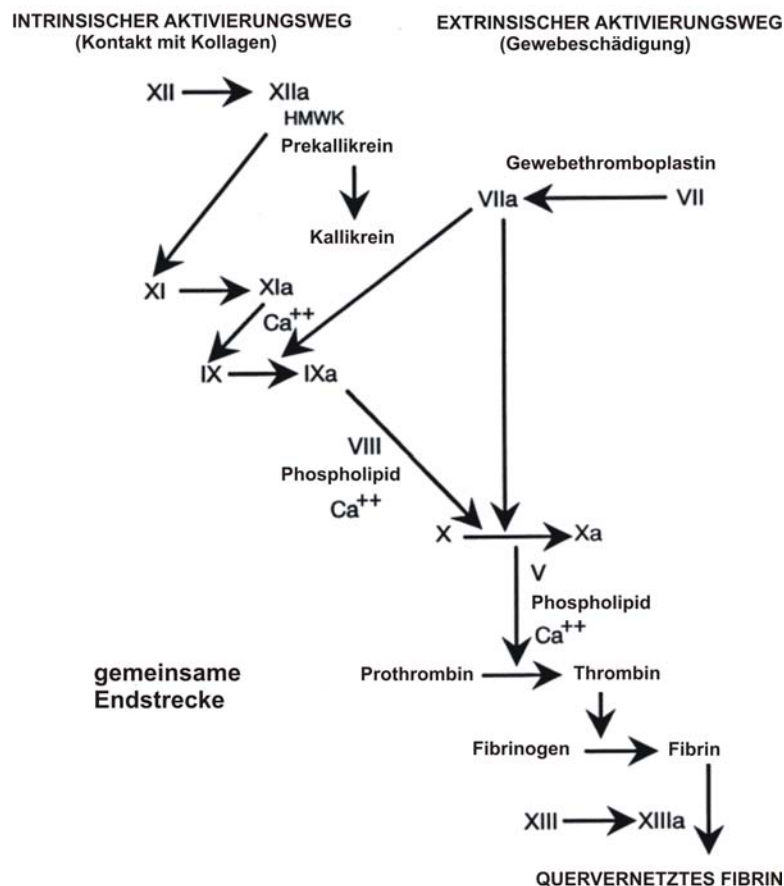 INTRINSISCHER AKTIVIERUNGSWEG
(Kontakt mit Kollagen)
EXTRINSISCHER AKTIVIERUNGSWEG
(Gewebeschädigung)
XII XIIa
HMWK
Prekallikrein
Gewebethromboplastin
VIIa VII
Kallikrein
XI XIa
Ca++
IX IXa
VIII
Phospholipid
Ca++
X Xa
V
Phospholipid
Ca++
gemeinsame
Endstrecke
Prothrombin Thrombin
Fibrinogen Fibrin
XIII XIIIa
QUERVERNETZTES FIBRIN